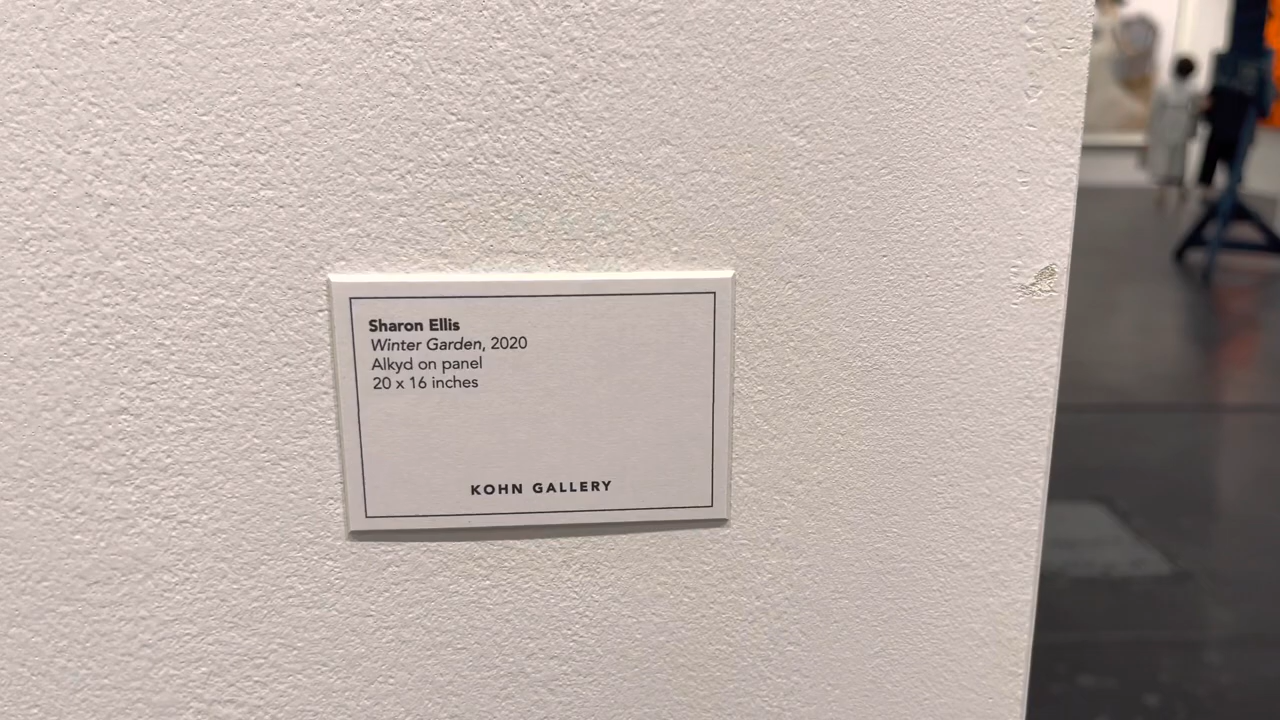 Sharon Ellis
Winter Garden, 2020
Alkyd on panel
20 x 16 inches
KOHN GALLERY